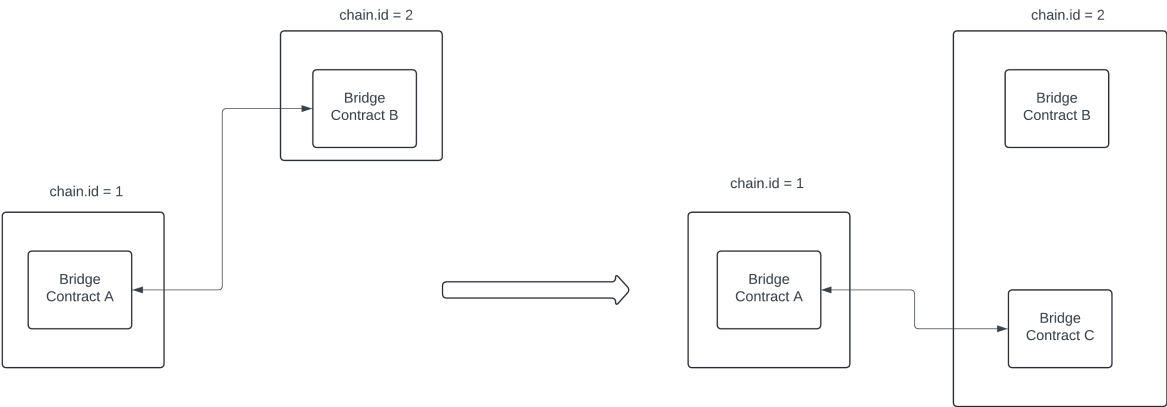 chain.id = 2
Bridge
Contract B
chain.id = 1
Bridge
Contract A
chain.id = 2
Bridge
Contract B
chain.id = 1
Bridge
Contract A
Bridge
Contract C